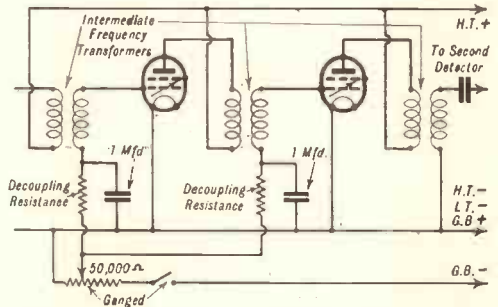 Intermediate
Frequency
Transformers
H.T.+
To Second
Detector
1 Mfd
1 Mfd.
Decoupling
Resistance
Decoupling
Resistance
H.T.-
L.T.-
G.B+
50,000Ω
Ganged
G.B.-